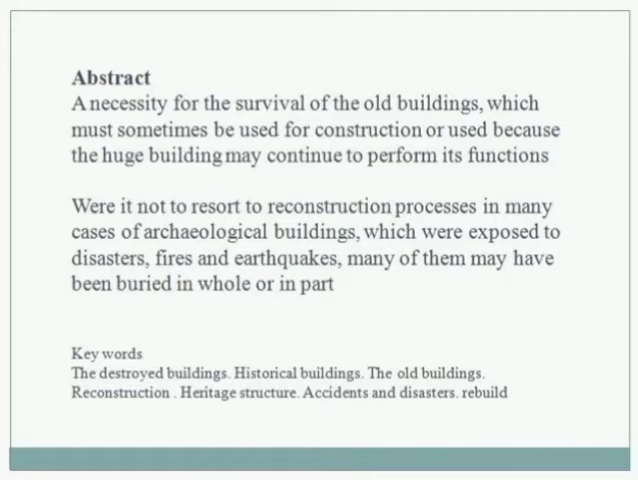 Abstract
A necessity for the survival of the old buildings, which
must sometimes be used for construction or used because
the huge building may continue to perform its functions
Were it not to resort to reconstruction processes in many
cases of archaeological buildings, which were exposed to
disasters, fires and earthquakes, many of them may have
been buried in whole or in part
Key words
The destroyed buildings. Historical buildings. The old buildings.
Reconstruction . Heritage structure. Accidents and disasters. rebuild